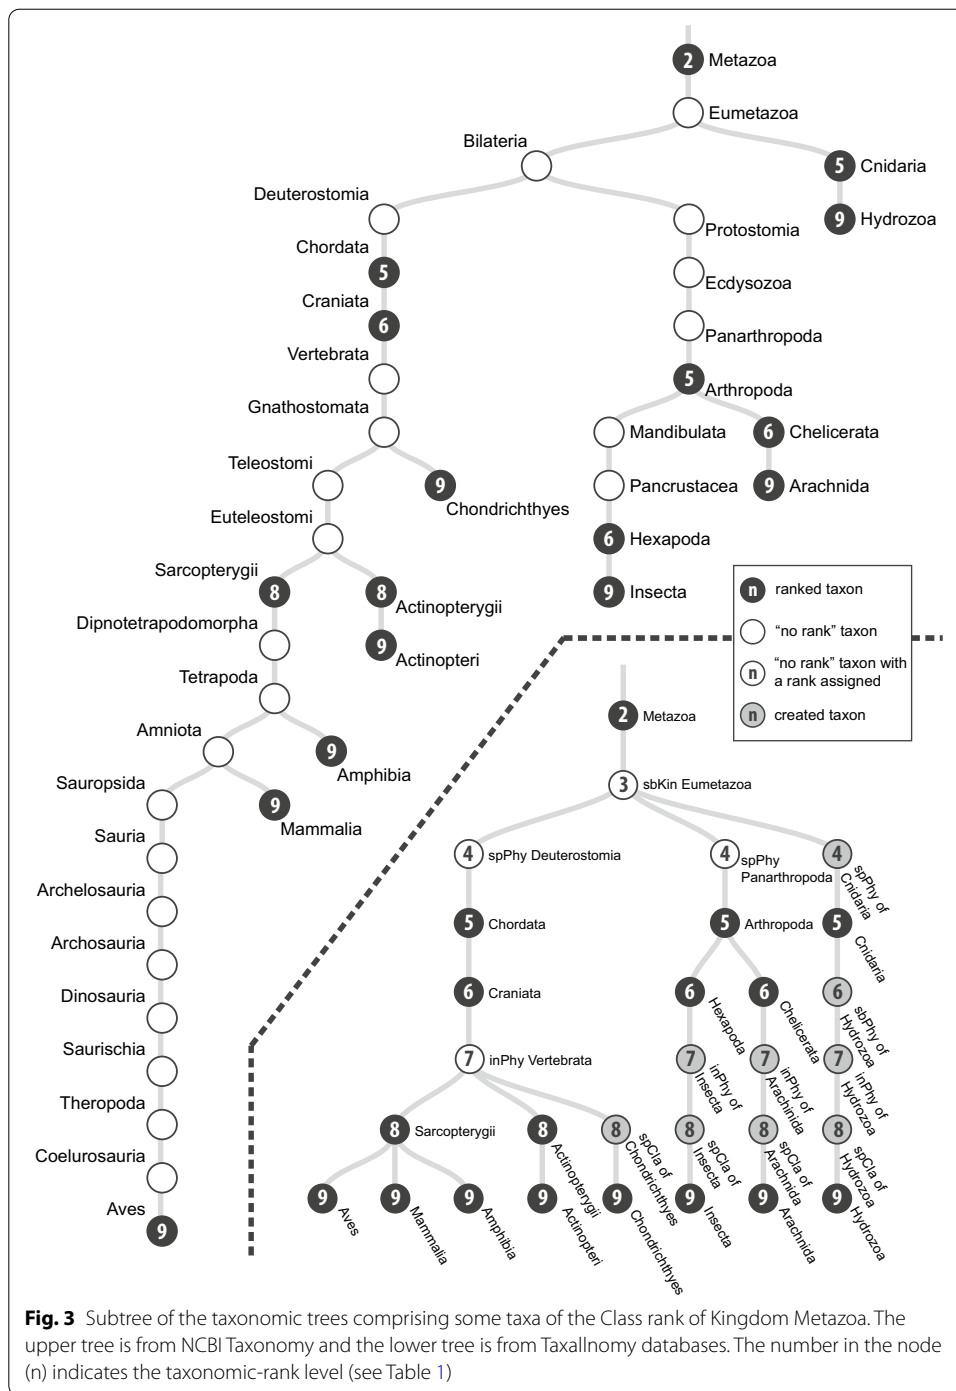 2 Metazoa
Eumetazoa
Bilateria
5 Cnidaria
Deuterostomia
9 Hydrozoa
Protostomia
Chordata
5
Ecdysozoa
Craniata
6
Panarthropoda
Vertebrata
5 Arthropoda
Gnathostomata
Mandibulata
6 Chelicerata
Teleostomi
9 Chondrichthyes
Pancrustacea
9 Arachnida
Euteleostomi
6 Hexapoda
Sarcopterygii
8
8 Actinopterygii
9 Insecta
Dipnotetrapodomorpha
9 Actinopteri
Tetrapoda
Amniota
9 Amphibia
Sauropsida
9 Mammalia
Sauria
Archelosauria
Archosauria
Dinosauria
Saurischia
Theropoda
Coelurosauria
Aves
9
n ranked taxon
"no rank" taxon
n "no rank" taxon with
a rank assigned
n created taxon
2 Metazoa
3 sbKin Eumetazoa
4 spPhy Deuterostomia
4 spPhy
Panarthropoda
4 spPhy of
Cnidaria
5 Chordata
5 Arthropoda
5 Cnidaria
6 Craniata
6 Hexapoda
6 Chelicerata
6 sbPhy of
Hydrozoa
7 inPhy Vertebrata
7 inPhy of
Insecta
7 inPhy of
Arachinida
7 inPhy of
Hydrozoa
8 Sarcopterygii
8 Actinopterygii
8 spCla of
Chondrichthyes
8 spCla of
Insecta
8 spCla of
Arachnida
8 spCla of
Hydrozoa
9 Aves
9 Mammalia
9 Amphibia
9 Actinopteri
9 Chondrichthyes
9 Insecta
9 Arachnida
9 Hydrozoa
Fig. 3 Subtree of the taxonomic trees comprising some taxa of the Class rank of Kingdom Metazoa. The
upper tree is from NCBI Taxonomy and the lower tree is from Taxallnomy databases. The number in the node
(n) indicates the taxonomic-rank level (see Table 1)